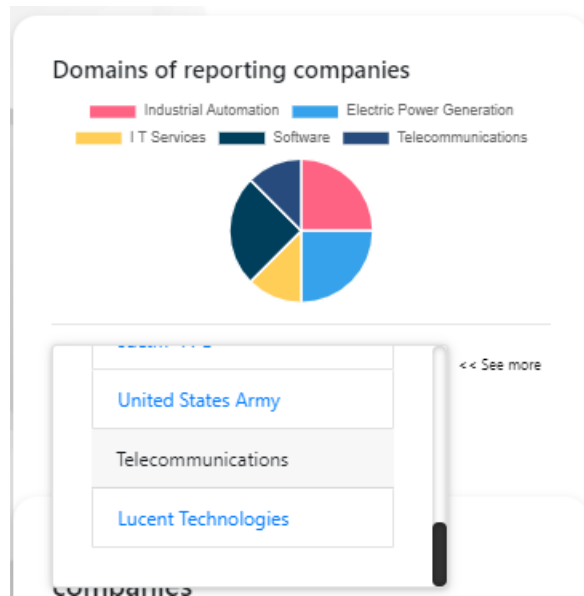 Domains of reporting companies
Industrial Automation Electric Power Generation
I T Services Software Telecommunications
<< See more
United States Army
Telecommunications
Lucent Technologies
companies